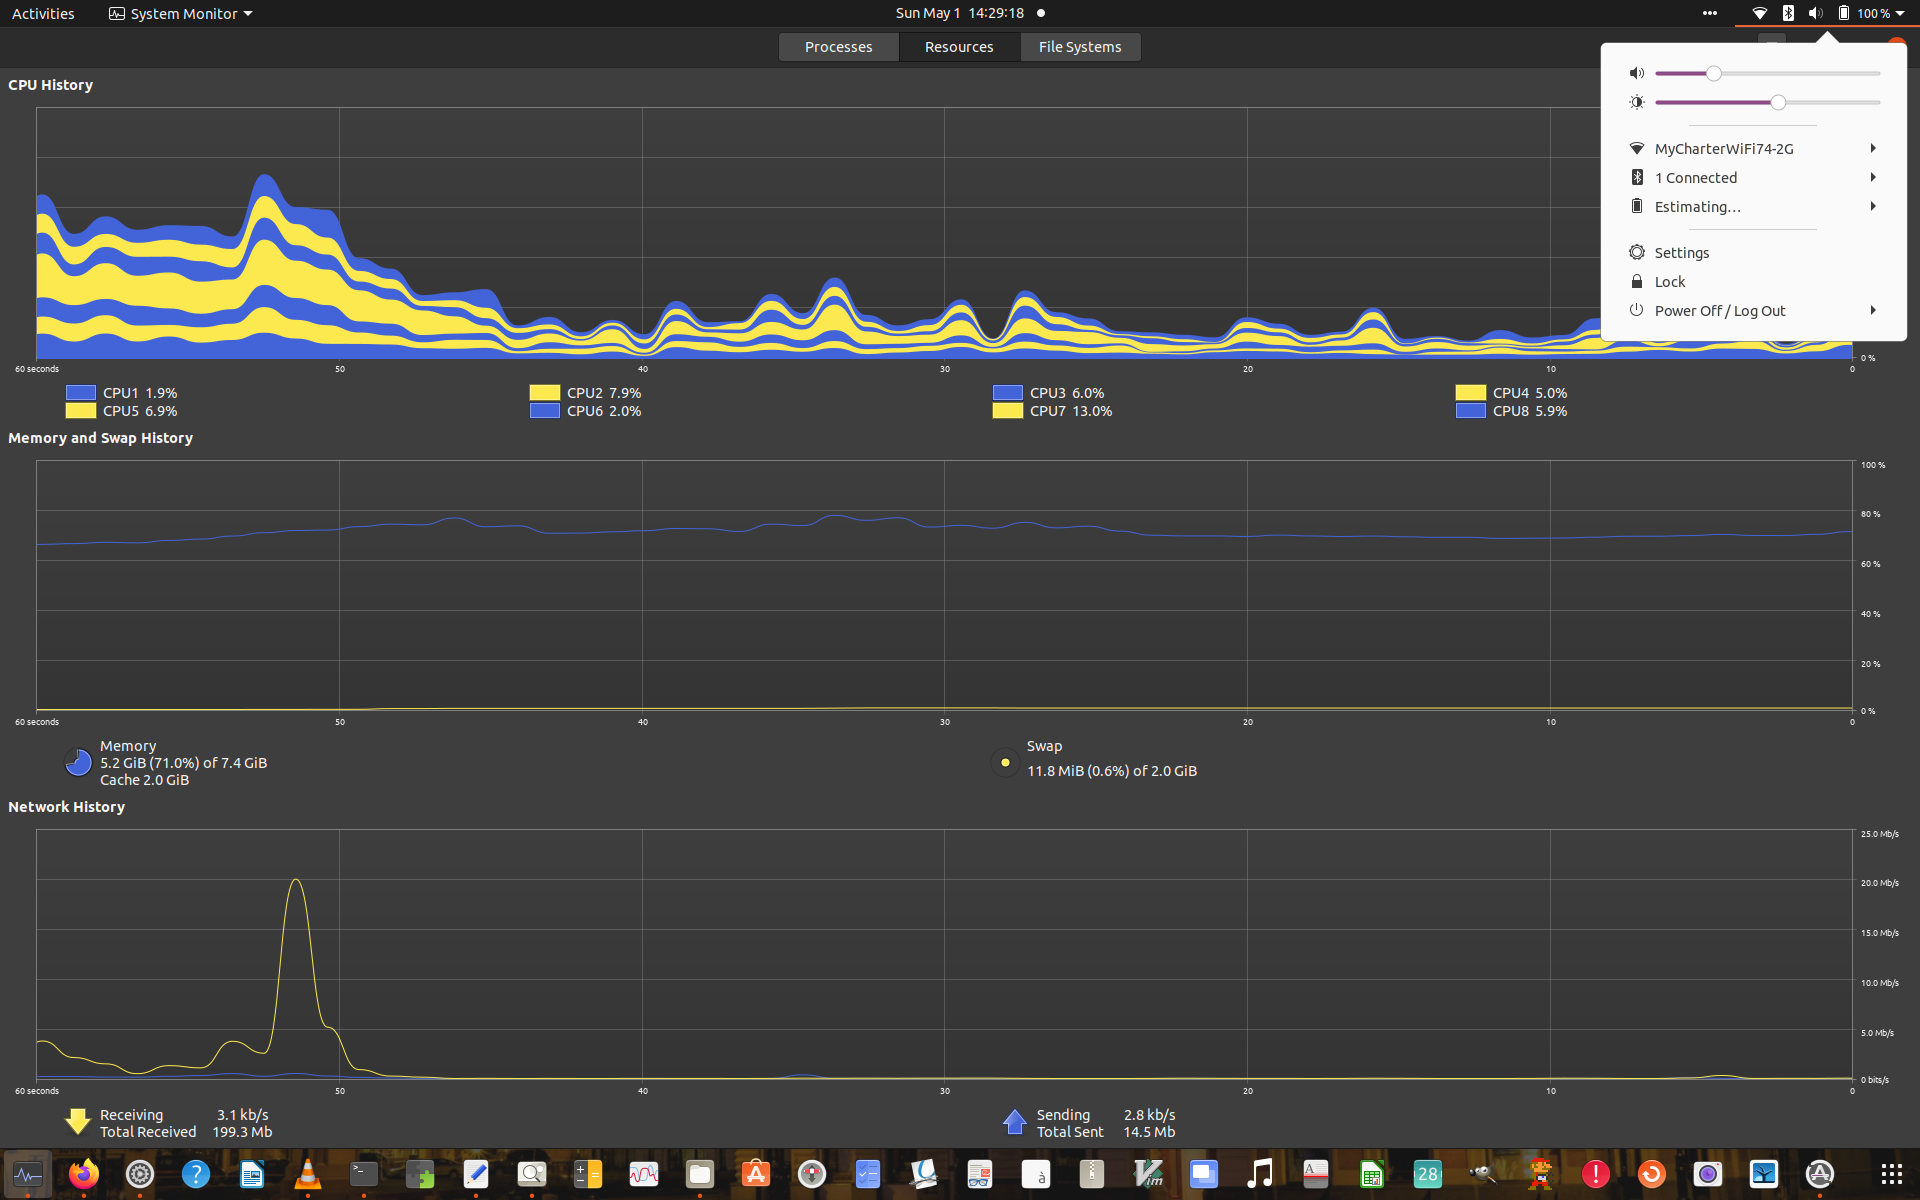 Activities
System Monitor
Sun May 1 14:29:18
100 %
Processes
Resources
File Systems
CPU History
MyCharterWiFi74-2G
1 Connected
Estimating…
Settings
Lock
Power Off / Log Out
0 %
60 seconds 50 40 30 20 10 0
CPU1 1.9% CPU2 7.9% CPU3 6.0% CPU4 5.0%
CPU5 6.9% CPU6 2.0% CPU7 13.0% CPU8 5.9%
Memory and Swap History
100 %
80 %
60 %
40 %
20 %
0 %
60 seconds 50 40 30 20 10 0
Memory
5.2 GiB (71.0%) of 7.4 GiB
Cache 2.0 GiB
Swap
11.8 MiB (0.6%) of 2.0 GiB
Network History
25.0 Mb/s
20.0 Mb/s
15.0 Mb/s
10.0 Mb/s
5.0 Mb/s
0 bits/s
60 seconds 50 40 30 20 10 0
Receiving 3.1 kb/s
Total Received 199.3 Mb
Sending 2.8 kb/s
Total Sent 14.5 Mb
?
>_
à
Vim
A
28
!